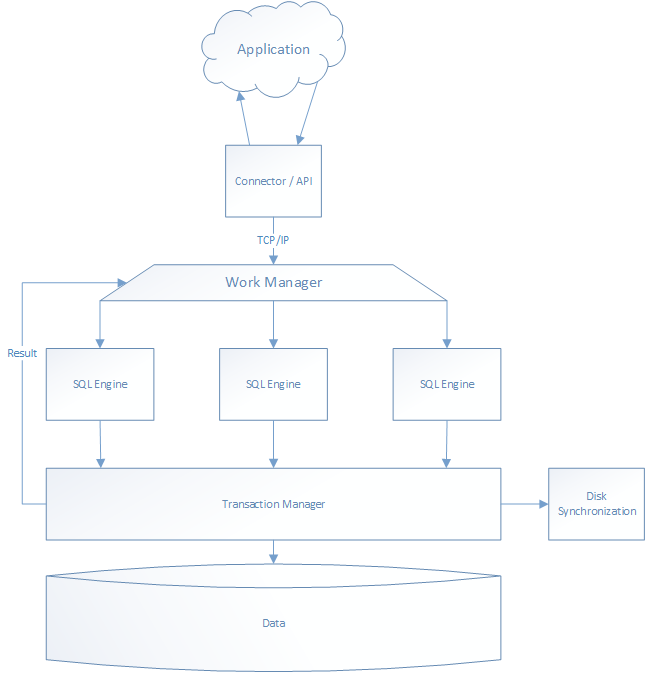 Application
Connector / API
TCP/IP
Work Manager
Result
SQL Engine
SQL Engine
SQL Engine
Transaction Manager
Disk
Synchronization
Data